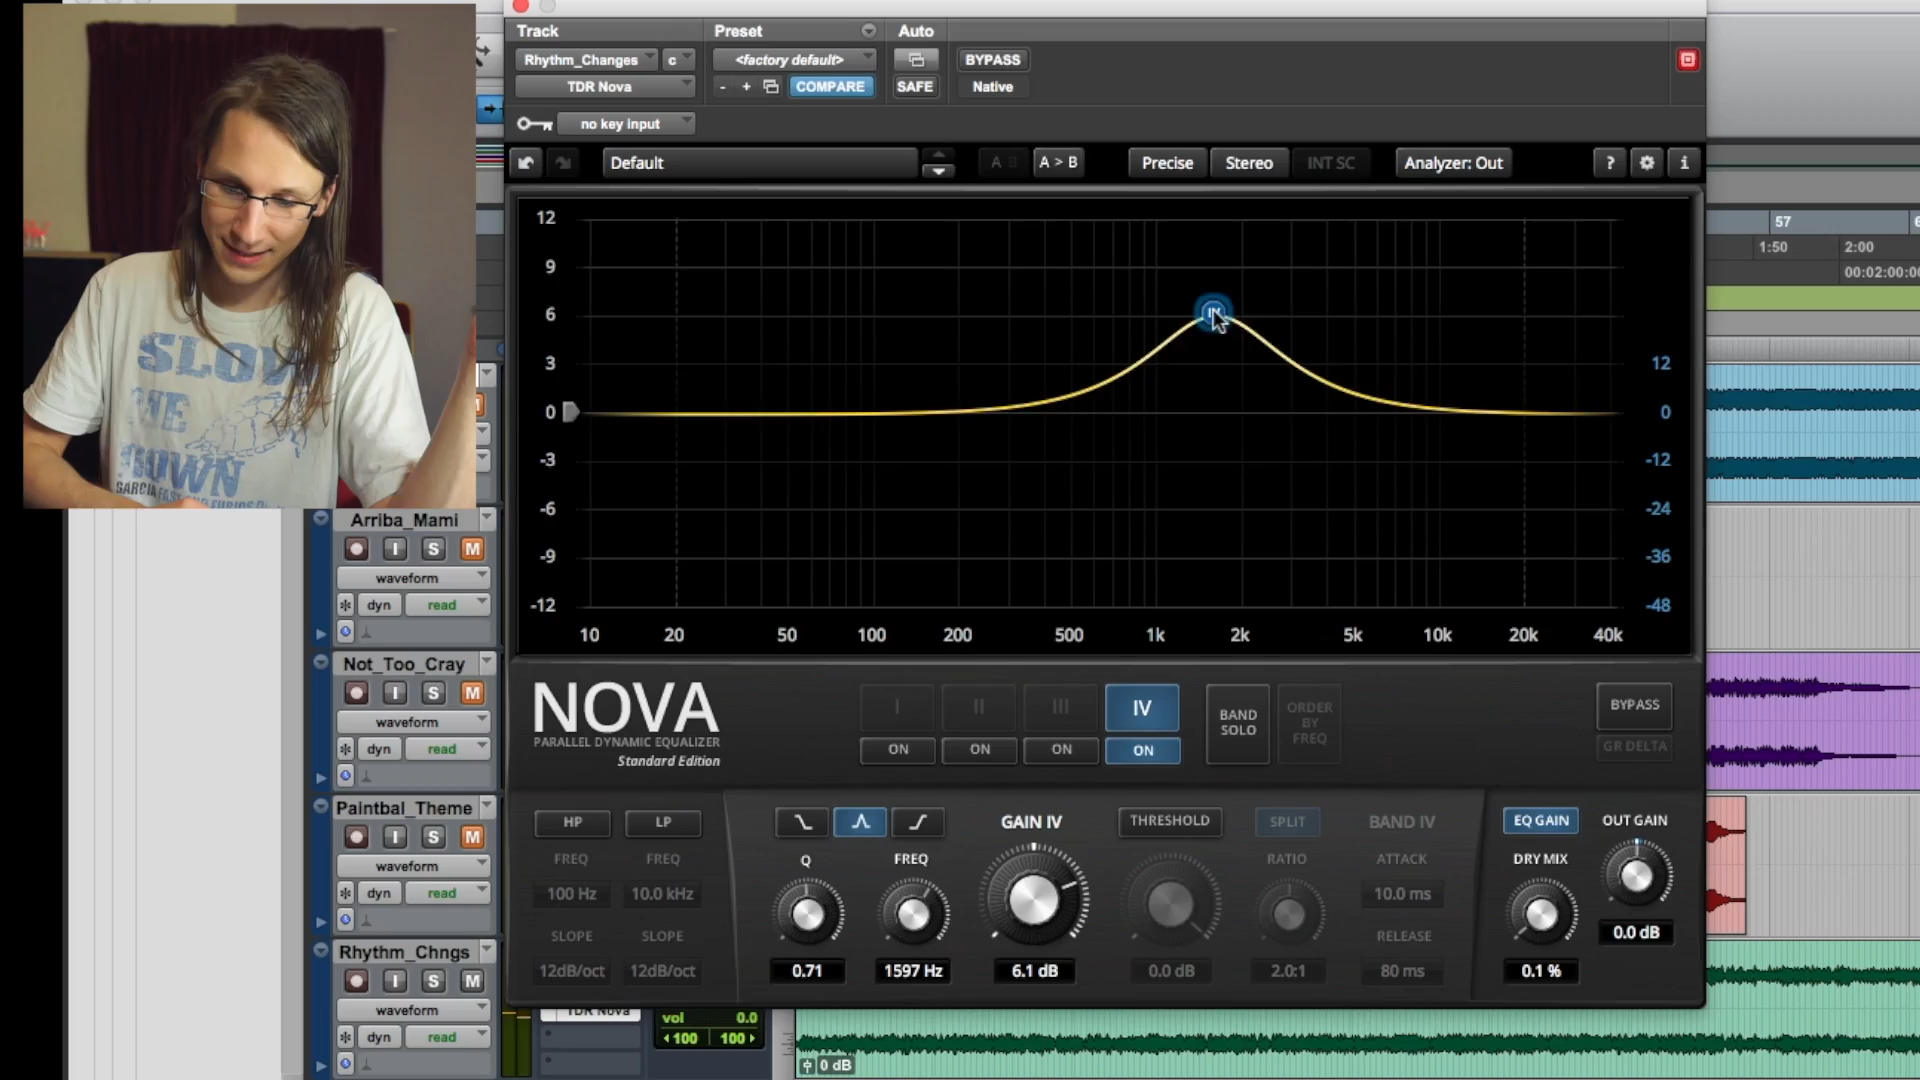 Track
Preset
Auto
Rhythm_Changes
c
<factory default>
BYPASS
TDR Nova
- +
COMPARE
SAFE
Native
no key input
Default
A B
A > B
Precise
Stereo
INT SC
Analyzer: Out
?
i
57
1:50
2:00
00:02:00:0
12
9
6
3
0
-3
-6
-9
-12
12
0
-12
-24
-36
-48
10 20 50 100 200 500 1k 2k 5k 10k 20k 40k
IV
SLOW
THE
DOWN
Arriba_Mami
I S M
waveform
dyn read
Not_Too_Cray
I S M
waveform
dyn read
Paintbal_Theme
I S M
waveform
dyn read
Rhythm_Chngs
I S M
waveform
dyn read
NOVA
PARALLEL DYNAMIC EQUALIZER
Standard Edition
I II III IV
ON ON ON ON
BAND
SOLO
ORDER
BY
FREQ
BYPASS
GR DELTA
HP
LP
FREQ
FREQ
100 Hz
10.0 kHz
SLOPE
SLOPE
12dB/oct
12dB/oct
Q
0.71
FREQ
1597 Hz
GAIN IV
6.1 dB
THRESHOLD
0.0 dB
SPLIT
RATIO
2.0:1
BAND IV
ATTACK
10.0 ms
RELEASE
80 ms
EQ GAIN
DRY MIX
0.1 %
OUT GAIN
0.0 dB
TDR Nova
vol 0.0
100 100
0 dB